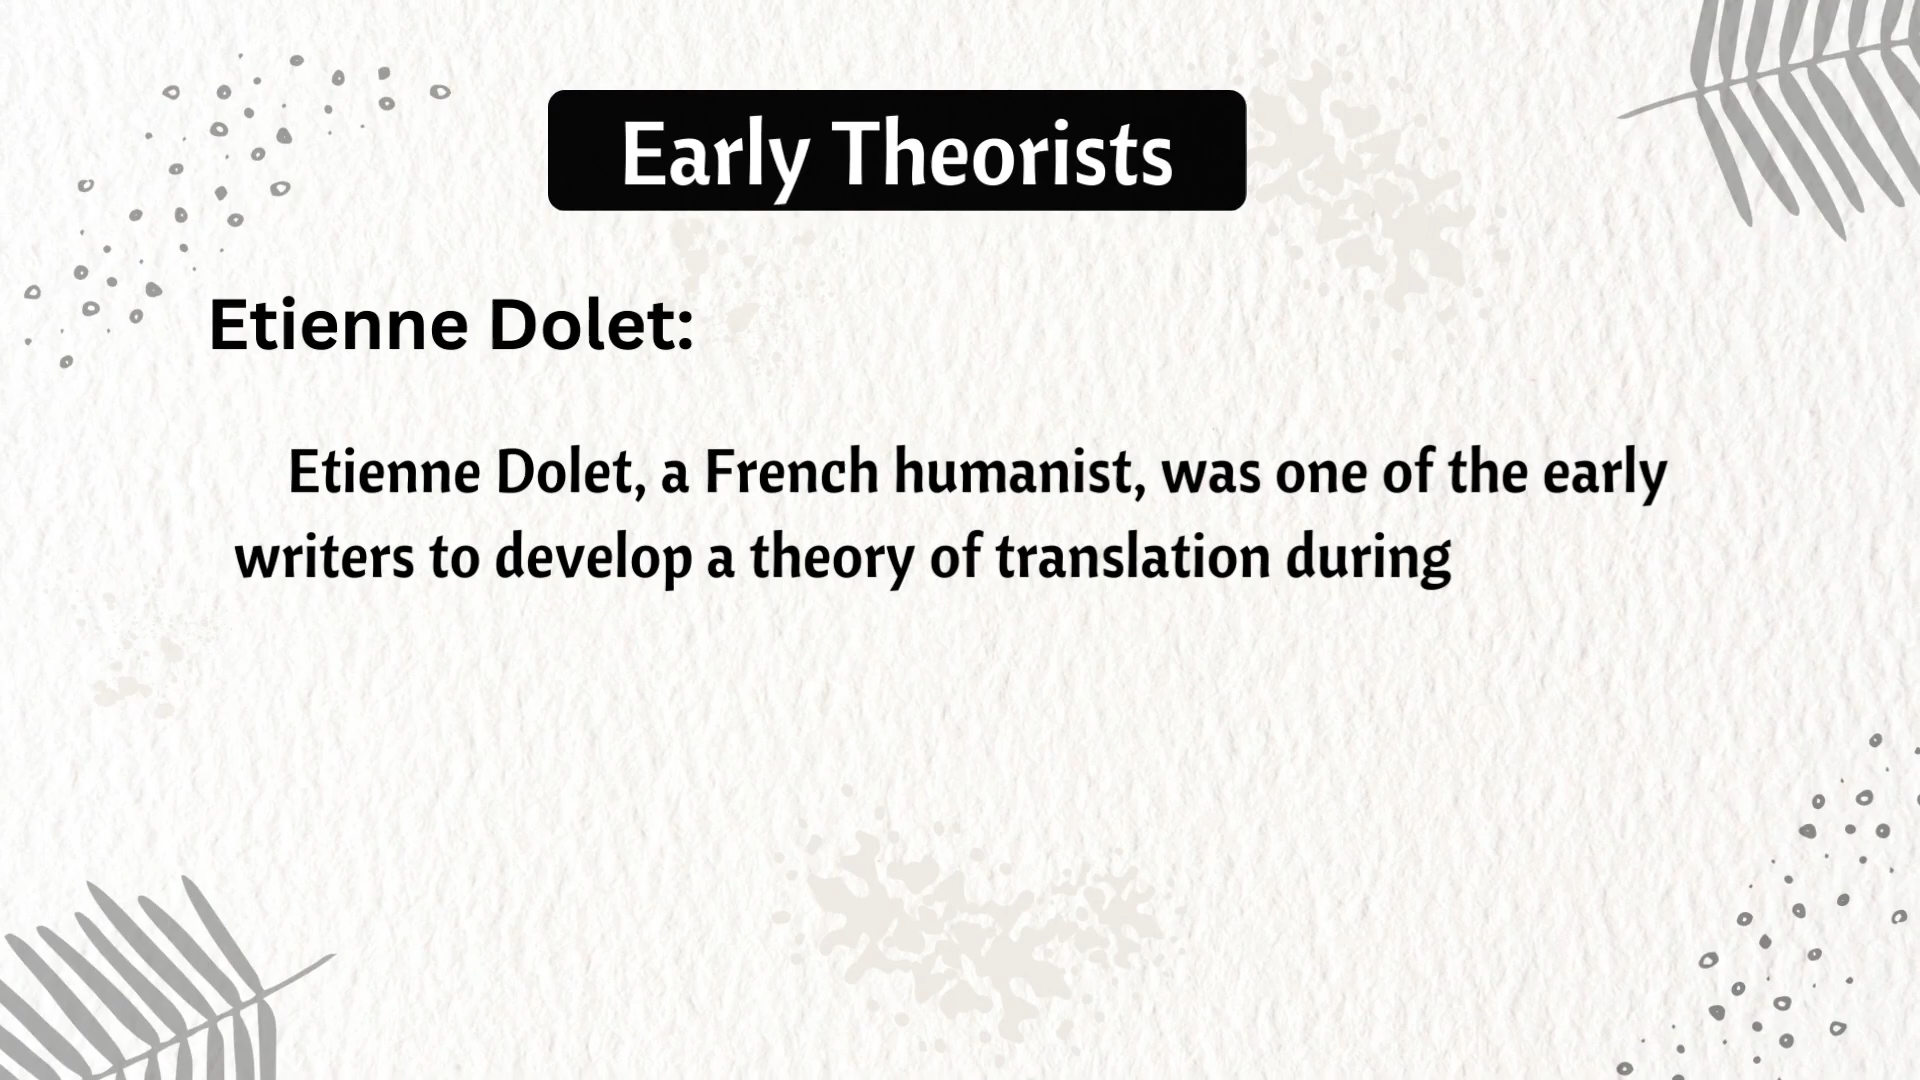 Early Theorists
Etienne Dolet:
Etienne Dolet, a French humanist, was one of the early
writers to develop a theory of translation during